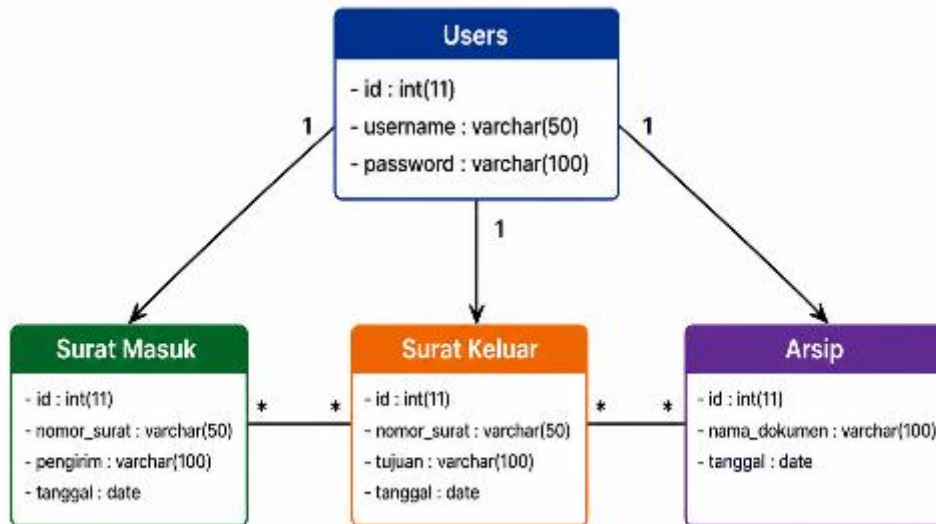 Users
- id : int(11)
- username : varchar(50)
- password : varchar(100)
1
1
1
Surat Masuk
- id : int(11)
- nomor_surat : varchar(50)
- pengirim : varchar(100)
- tanggal : date
* *
Surat Keluar
- id : int(11)
- nomor_surat : varchar(50)
- tujuan : varchar(100)
- tanggal : date
* *
Arsip
- id : int(11)
- nama_dokumen : varchar(100)
- tanggal : date